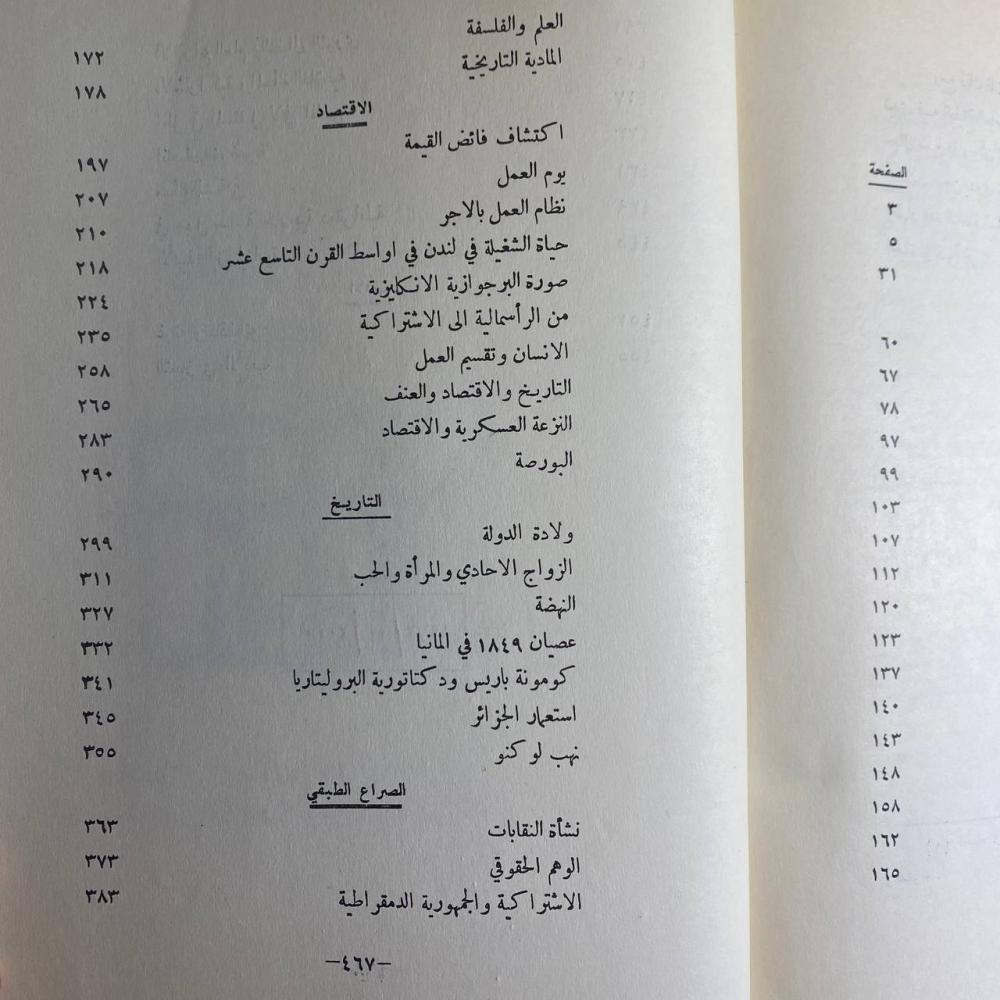 الصفحة
٣
٥
٣١
٦٠
٦٧
٧٨
٩٧
٩٩
١٠٣
١٠٧
١١٢
١٢٠
١٢٣
١٣٧
١٤٠
١٤٣
١٤٨
١٥٨
١٦٢
١٦٥
العلم والفلسفة ١٧٢
المادية التاريخية ١٧٨
الاقتصاد
اكتشاف فائض القيمة ١٩٧
يوم العمل ٢٠٧
نظام العمل بالاجر ٢١٠
حياة الشغيلة في لندن في اواسط القرن التاسع عشر ٢١٨
صورة البرجوازية الانكليزية ٢٢٤
من الرأسمالية الى الاشتراكية ٢٣٥
الانسان وتقسيم العمل ٢٥٨
التاريخ والاقتصاد والعنف ٢٦٥
النزعة العسكرية والاقتصاد ٢٨٣
البورصة ٢٩٠
التاريخ
ولادة الدولة ٢٩٩
الزواج الاحادي والمرأة والحب ٣١١
النهضة ٣٢٧
عصيان ١٨٤٩ في المانيا ٣٣٢
كومونة باريس ودكتاتورية البروليتاريا ٣٤١
استعمار الجزائر ٣٤٥
نهب لوكنو ٣٥٥
الصراع الطبقي
نشأة النقابات ٣٦٣
الوهم الحقوقي ٣٧٣
الاشتراكية والجمهورية الدمقراطية ٣٨٣
—٤٦٧—